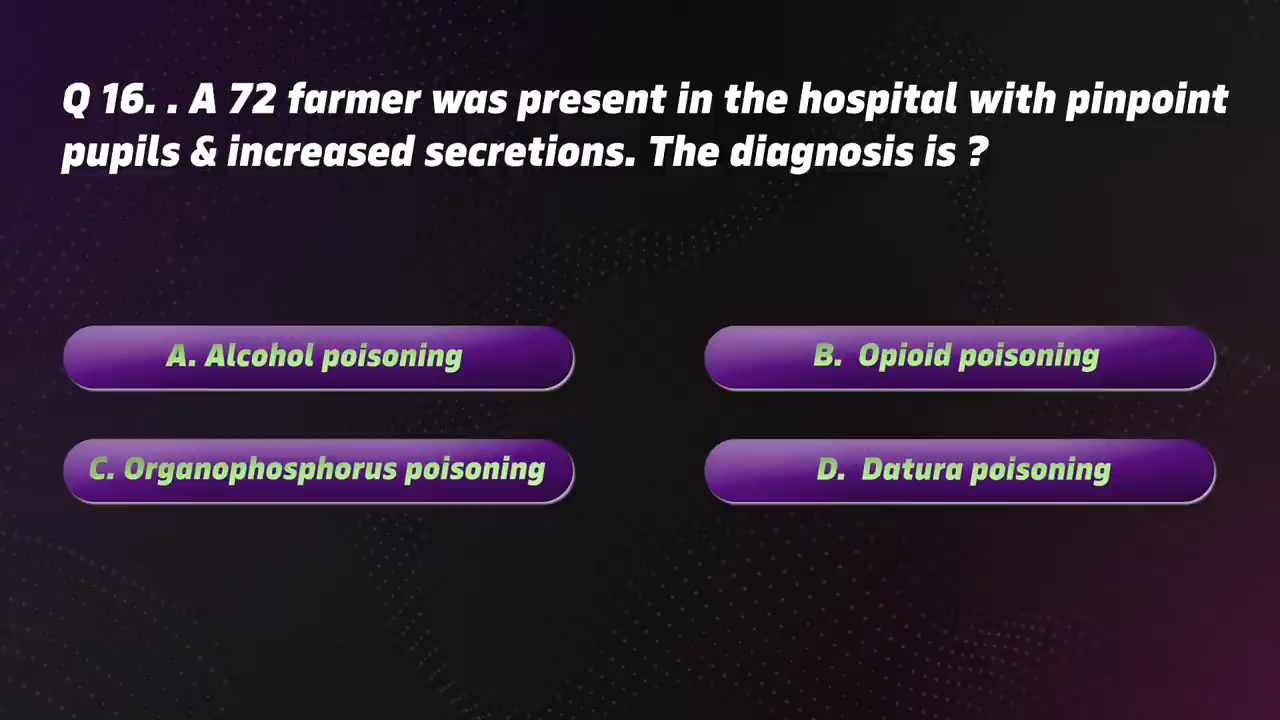 Q 16. . A 72 farmer was present in the hospital with pinpoint
pupils & increased secretions. The diagnosis is ?
A. Alcohol poisoning
B. Opioid poisoning
C. Organophosphorus poisoning
D. Datura poisoning